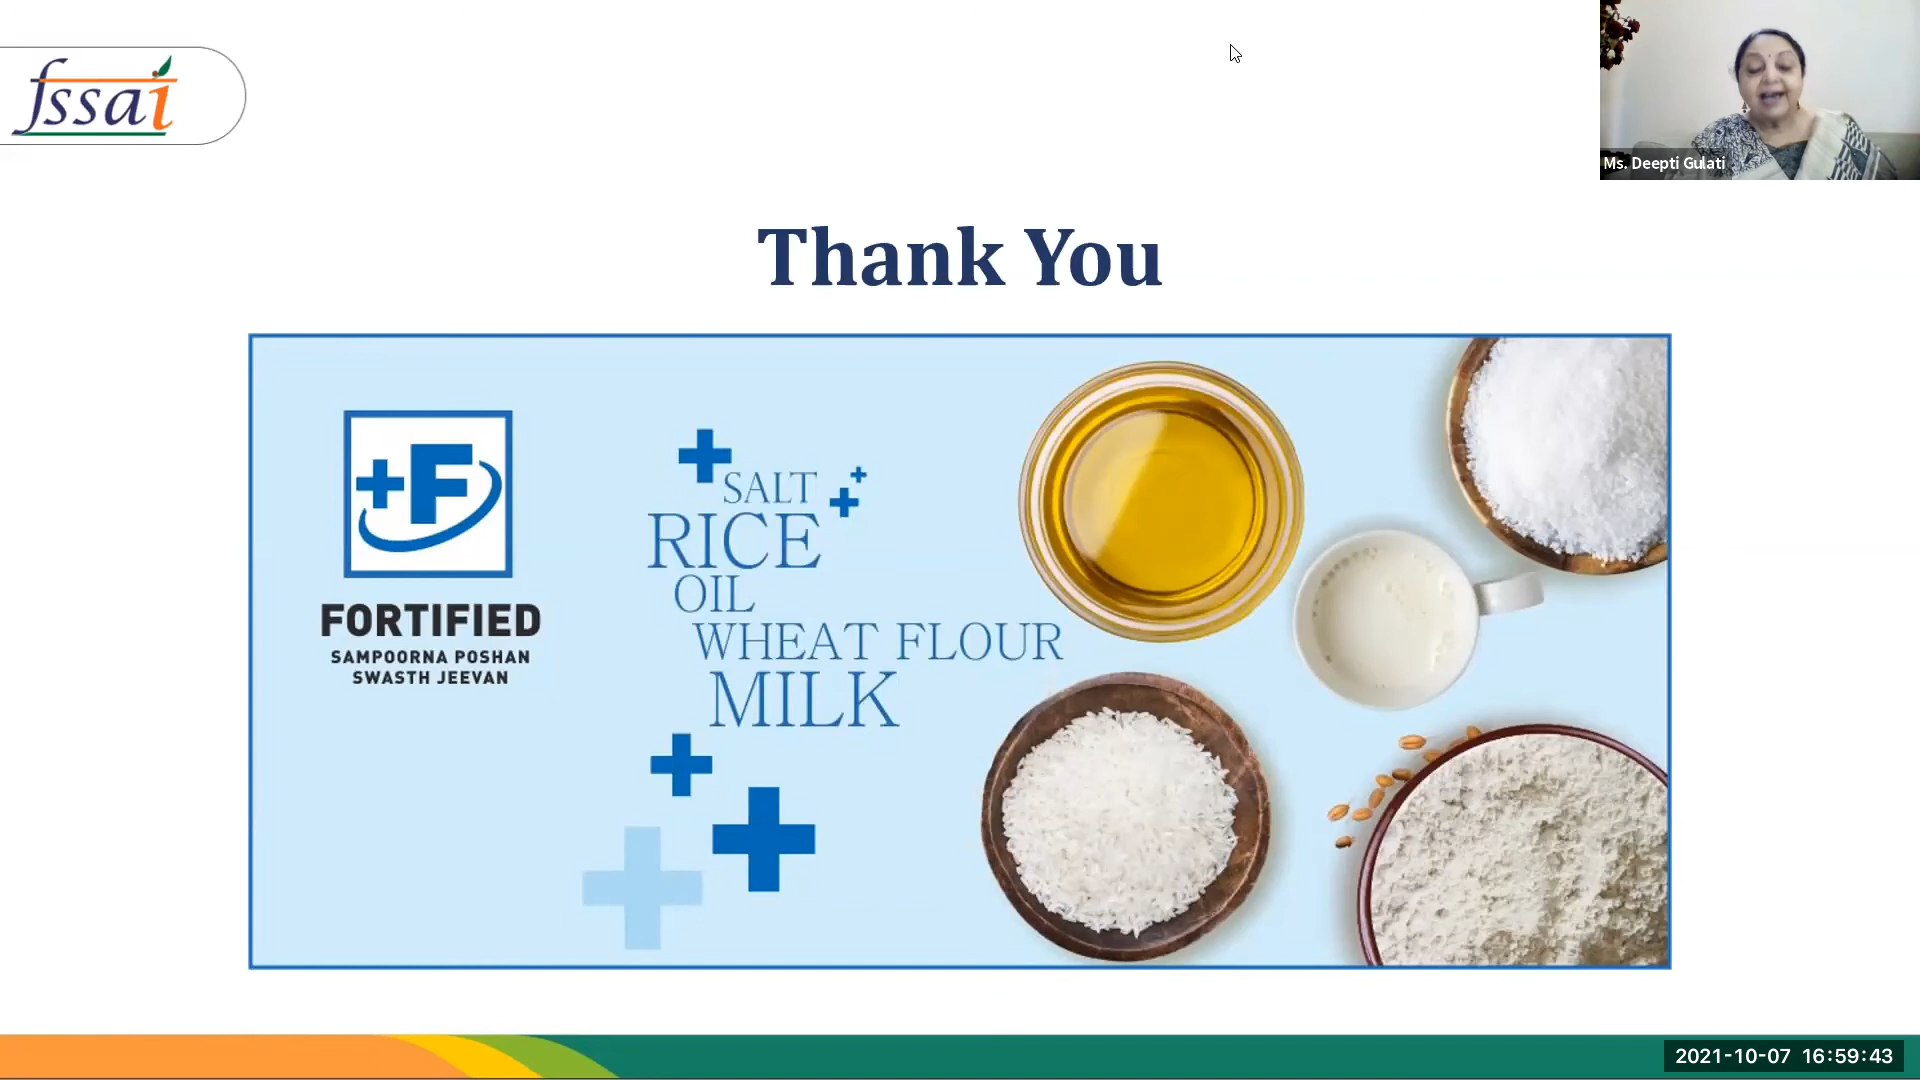 fssai
Ms. Deepti Gulati
Thank You
+F
FORTIFIED
SAMPOORNA POSHAN
SWASTH JEEVAN
SALT
RICE
OIL
WHEAT FLOUR
MILK
2021-10-07 16:59:43